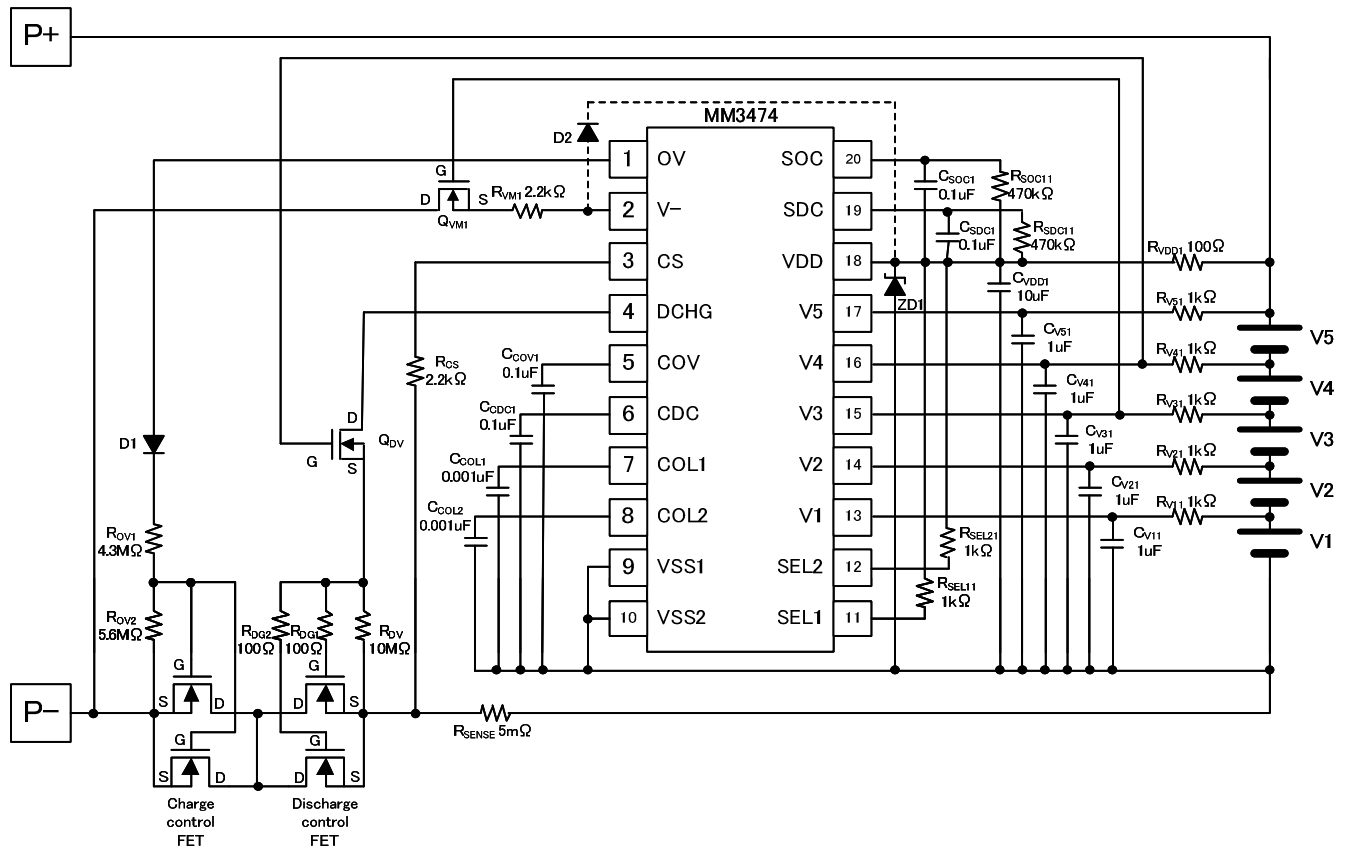 P+
MM3474
D2
1 OV
SOC 20
CSOC1
0.1uF
RSOC11
470kΩ
G
D
S
QVM1
RVM1 2.2kΩ
2 V-
SDC 19
CSDC1
0.1uF
RSDC11
470kΩ
RVDD1 100Ω
3 CS
VDD 18
CVDD1
10uF
ZD1
4 DCHG
V5 17
RV51 1kΩ
CV51
1uF
V5
RCS
2.2kΩ
CCOV1
0.1uF
5 COV
V4 16
RV41 1kΩ
CV41
1uF
V4
CCDC1
0.1uF
6 CDC
V3 15
RV31 1kΩ
CV31
1uF
V3
D1
D
QDV
G
S
CCOL1
0.001uF
7 COL1
V2 14
RV21 1kΩ
CV21
1uF
V2
CCOL2
0.001uF
8 COL2
V1 13
RV11 1kΩ
CV11
1uF
V1
ROV1
4.3MΩ
9 VSS1
SEL2 12
RSEL21
1kΩ
10 VSS2
SEL1 11
RSEL11
1kΩ
ROV2
5.6MΩ
RDG2
100Ω
RDG1
100Ω
RDV
10MΩ
G
G
P-
S
D
D
S
RSENSE 5mΩ
G
G
S
D
D
S
Charge
control
FET
Discharge
control
FET